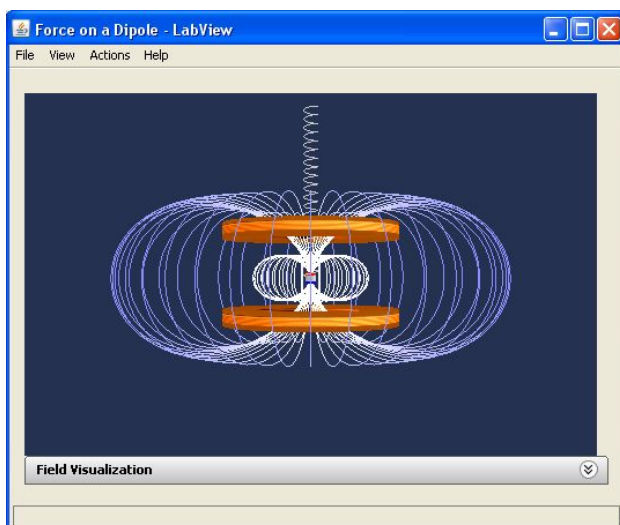 Force on a Dipole - LabView
File View Actions Help
Field Visualization